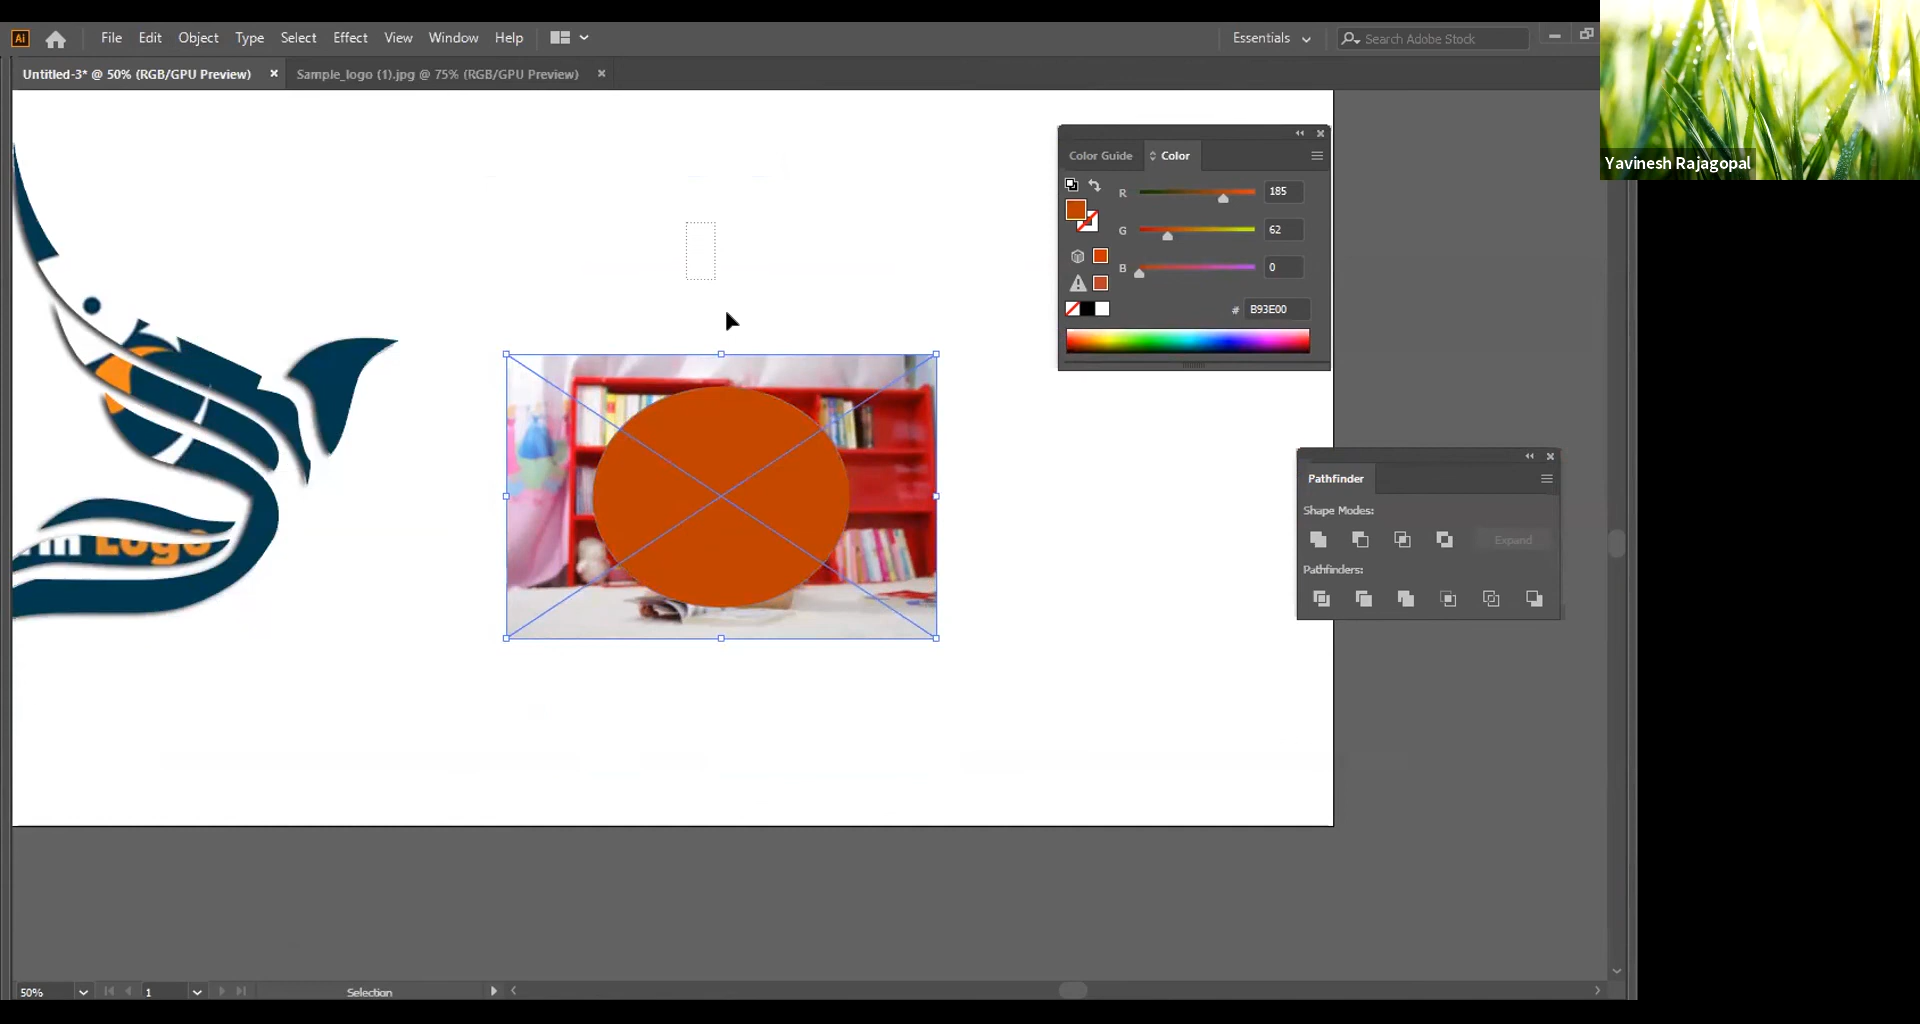 Ai File Edit Object Type Select Effect View Window Help Essentials Search Adobe Stock
Untitled-3* @ 50% (RGB/GPU Preview) × Sample_logo (1).jpg @ 75% (RGB/GPU Preview) ×
Yavinesh Rajagopal
Color Guide Color
R 185
G 62
B 0
# B93E00
Logo
Pathfinder
Shape Modes:
Expand
Pathfinders:
50% 1 Selection